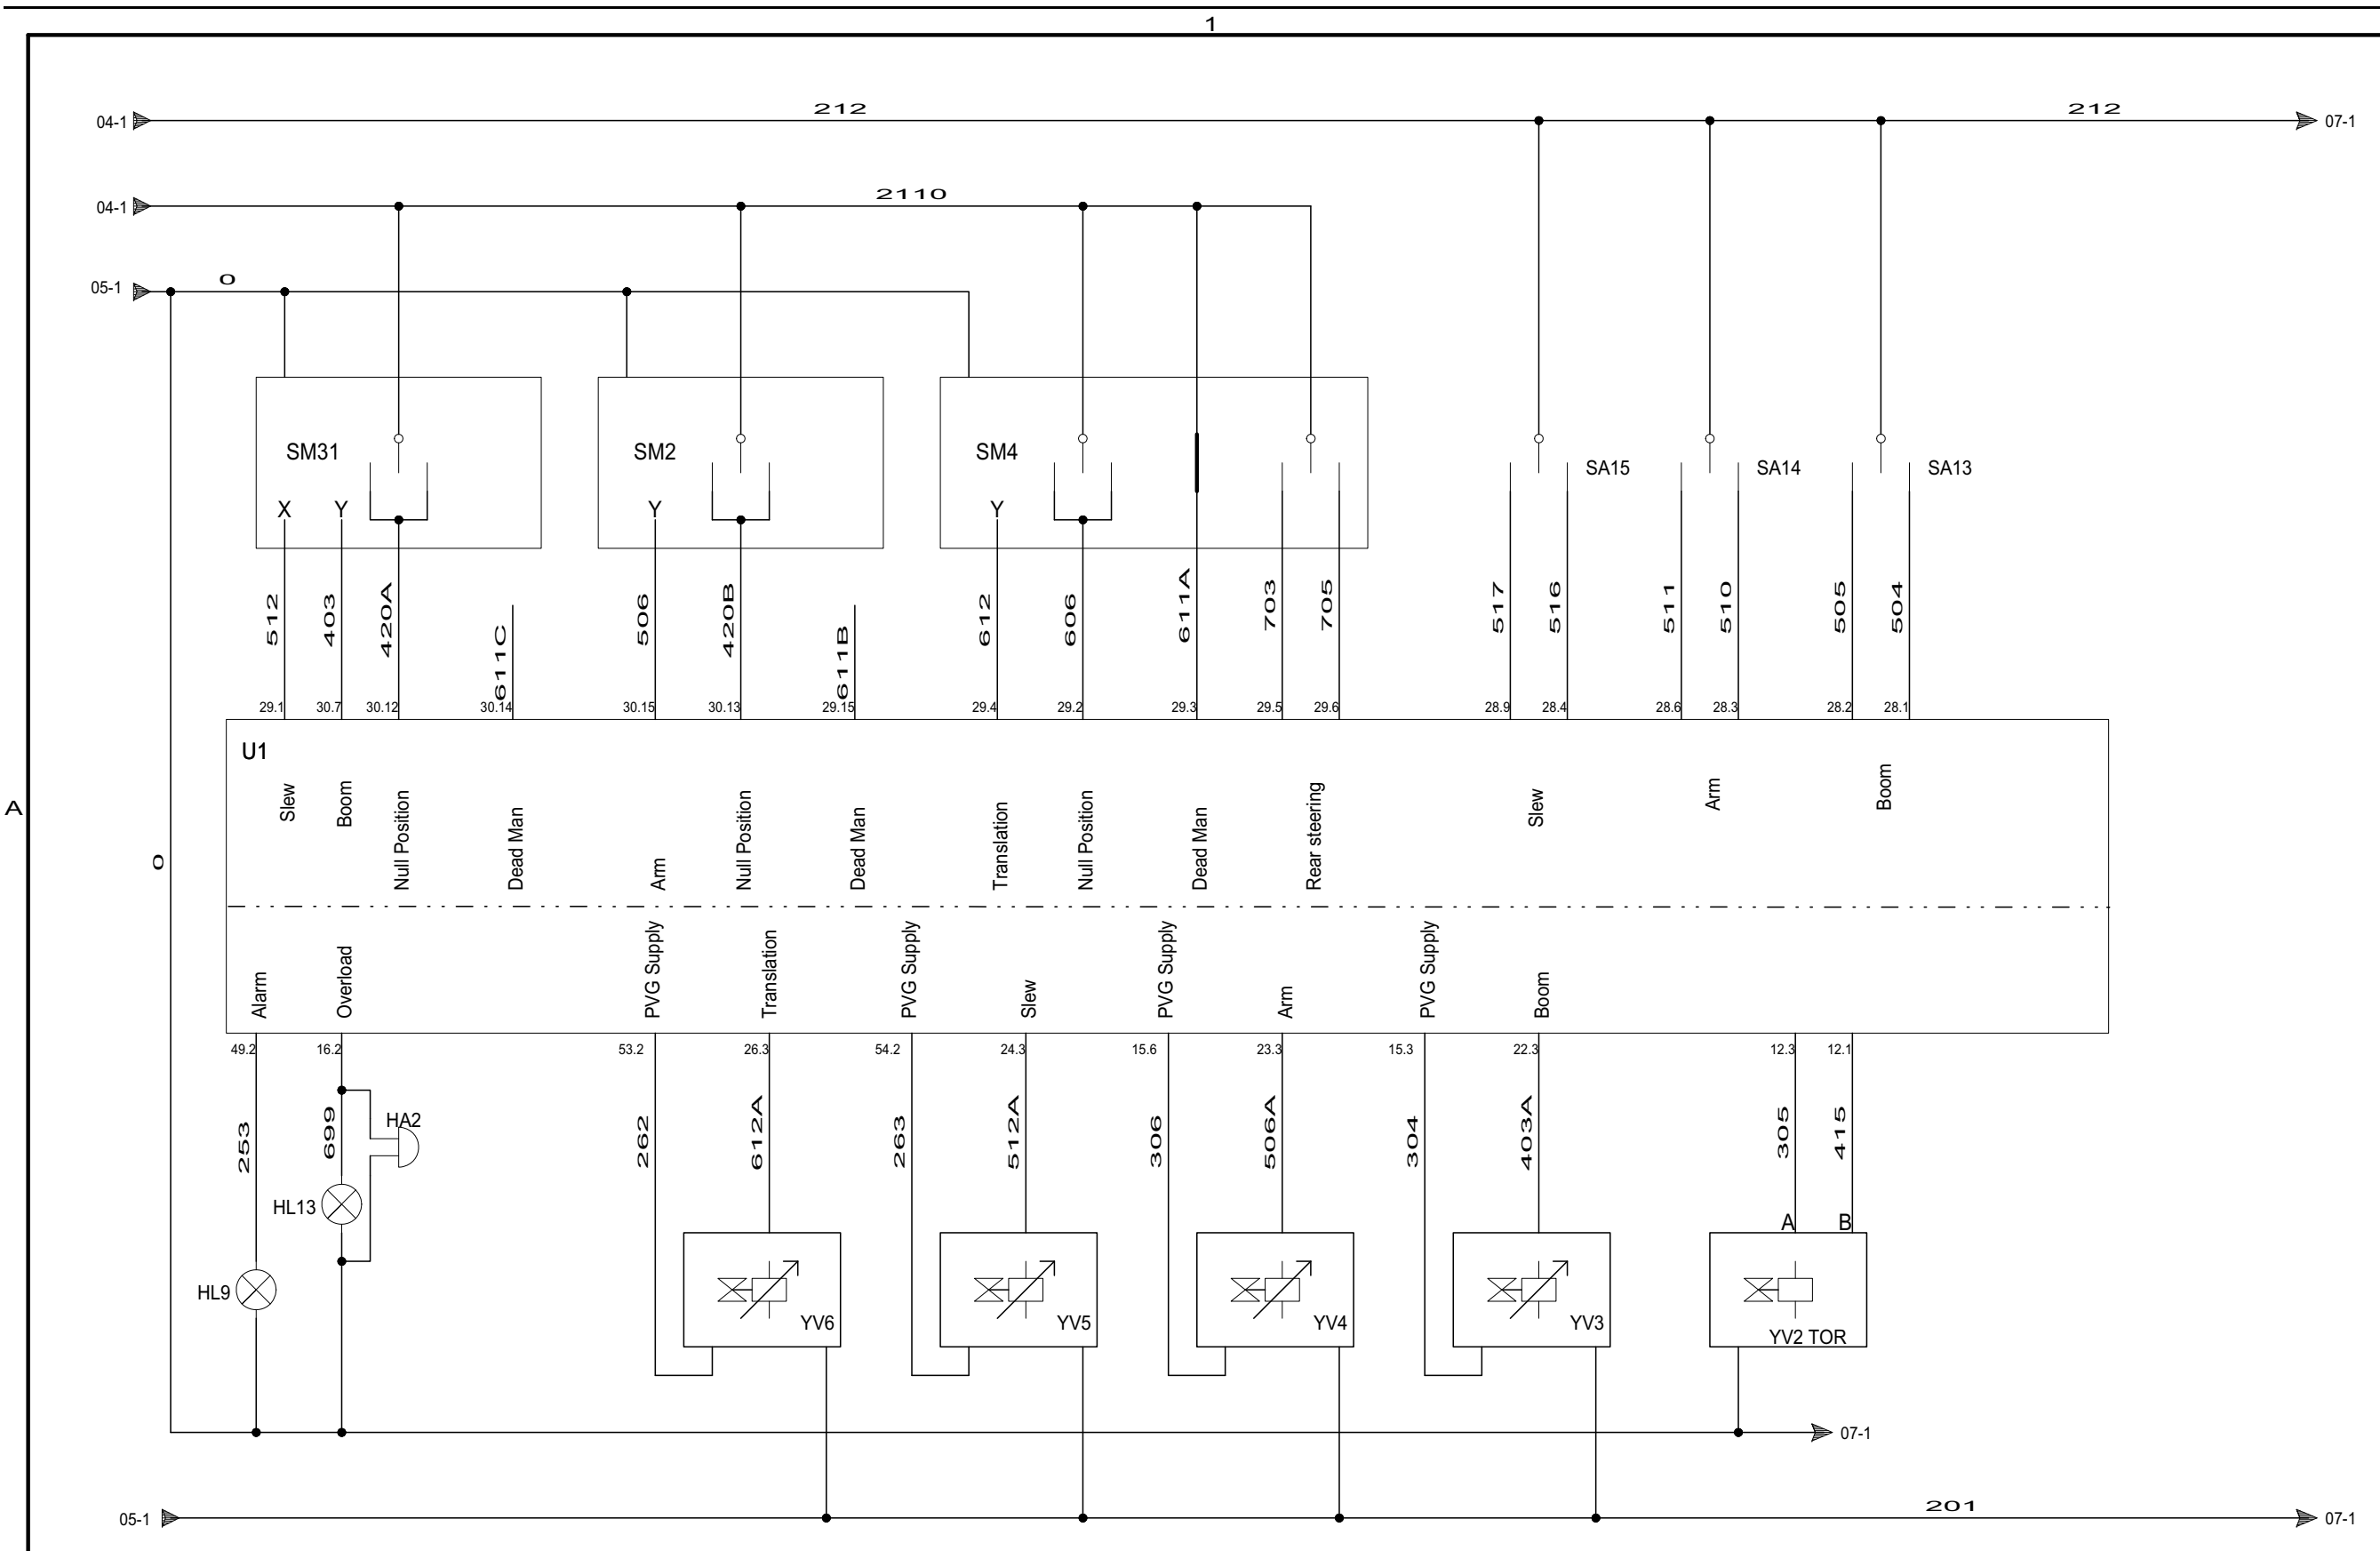 1
212
212
04-1
07-1
2110
04-1
0
05-1
SM31
SM2
SM4
SA15
SA14
SA13
X
Y
Y
Y
512
403
420A
611C
506
420B
611B
612
606
611A
703
705
517
516
511
510
505
504
29.1
30.7
30.12
30.14
30.15
30.13
29.15
29.4
29.2
29.3
29.5
29.6
28.9
28.4
28.6
28.3
28.2
28.1
U1
Slew
Boom
Null Position
Dead Man
Arm
Null Position
Dead Man
Translation
Null Position
Dead Man
Rear steering
Slew
Arm
Boom
A
0
Alarm
Overload
PVG Supply
Translation
PVG Supply
Slew
PVG Supply
Arm
PVG Supply
Boom
49.2
16.2
53.2
26.3
54.2
24.3
15.6
23.3
15.3
22.3
12.3
12.1
253
699
HA2
262
612A
263
512A
306
506A
304
403A
305
415
HL13
A
B
HL9
YV6
YV5
YV4
YV3
YV2 TOR
07-1
201
05-1
07-1